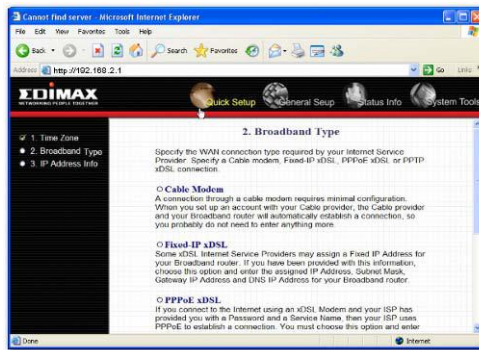 Cannot find server - Microsoft Internet Explorer
File Edit View Favorites Tools Help
Back Search Favorites
Address http://192.168.2.1 Go Links
EDIMAX
NETWORKING PEOPLE TOGETHER
Quick Setup General Seup Status Info System Tools
1. Time Zone
2. Broadband Type
3. IP Address Info
2. Broadband Type
Specify the WAN connection type required by your Internet Service
Provider. Specify a Cable modem, Fixed-IP xDSL, PPPoE xDSL or PPTP
xDSL connection.
Cable Modem
A connection through a cable modem requires minimal configuration.
When you set up an account with your Cable provider, the Cable provider
and your Broadband router will automatically establish a connection, so
you probably do not need to enter anything more.
Fixed-IP xDSL
Some xDSL Internet Service Providers may assign a Fixed IP Address for
your Broadband router. If you have been provided with this information,
choose this option and enter the assigned IP Address, Subnet Mask,
Gateway IP Address and DNS IP Address for your Broadband router.
PPPoE xDSL
If you connect to the Internet using an xDSL Modem and your ISP has
provided you with a Password and a Service Name, then your ISP uses
PPPoE to establish a connection. You must choose this option and enter
Done Internet